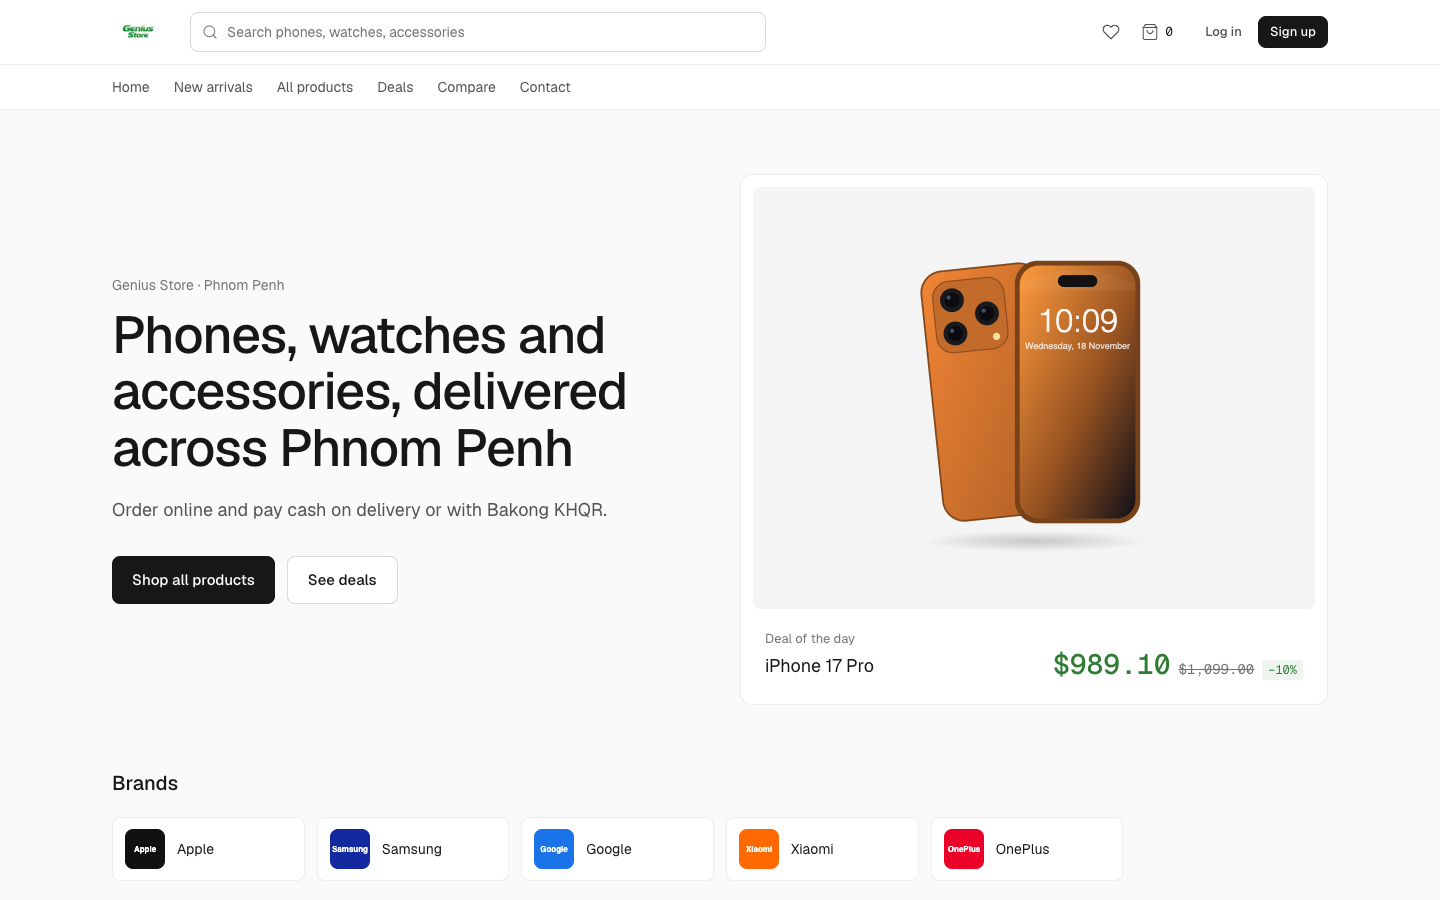 Genius
Store
Search phones, watches, accessories
0
Log in
Sign up
Home
New arrivals
All products
Deals
Compare
Contact
Genius Store · Phnom Penh
Phones, watches and
accessories, delivered
across Phnom Penh
Order online and pay cash on delivery or with Bakong KHQR.
Shop all products
See deals
10:09
Wednesday, 18 November
Deal of the day
iPhone 17 Pro
$989.10 $1,099.00 −10%
Brands
Apple
Apple
Samsung
Samsung
Google
Google
Xiaomi
Xiaomi
OnePlus
OnePlus